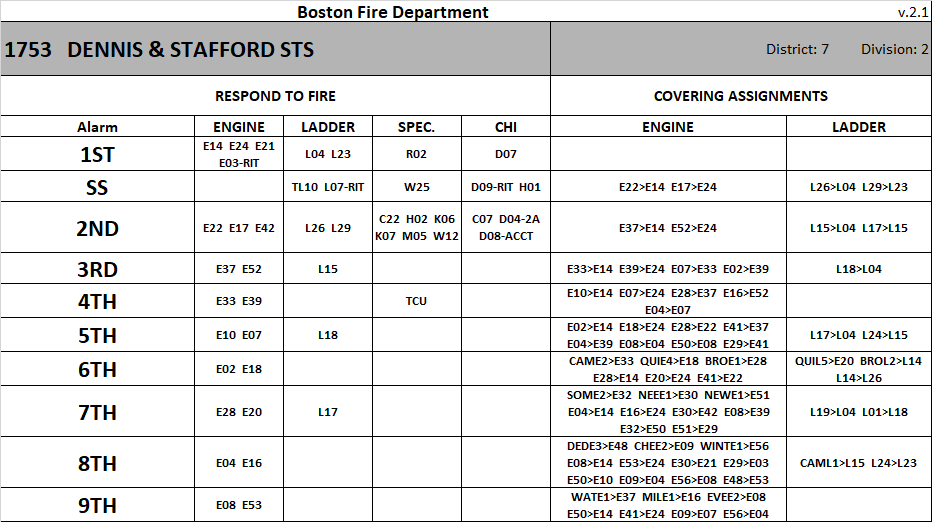 Boston Fire Department v.2.1
1753 DENNIS & STAFFORD STS District: 7 Division: 2
RESPOND TO FIRE COVERING ASSIGNMENTS
Alarm ENGINE LADDER SPEC. CHI ENGINE LADDER
1ST E14 E24 E21 L04 L23 R02 D07
E03-RIT
SS TL10 L07-RIT W25 D09-RIT H01 E22>E14 E17>E24 L26>L04 L29>L23
2ND E22 E17 E42 L26 L29 C22 H02 K06 C07 D04-2A E37>E14 E52>E24 L15>L04 L17>L15
K07 M05 W12 D08-ACCT
3RD E37 E52 L15 E33>E14 E39>E24 E07>E33 E02>E39 L18>L04
4TH E33 E39 TCU E10>E14 E07>E24 E28>E37 E16>E52
E04>E07
5TH E10 E07 L18 E02>E14 E18>E24 E28>E22 E41>E37 L17>L04 L24>L15
E04>E39 E08>E04 E50>E08 E29>E41
6TH E02 E18 CAME2>E33 QUIE4>E18 BROE1>E28 QUIL5>E20 BROL2>L14
E28>E14 E20>E24 E41>E22 L14>L26
7TH E28 E20 L17 SOME2>E32 NEEE1>E30 NEWE1>E51 L19>L04 L01>L18
E04>E14 E16>E24 E30>E42 E08>E39
E32>E50 E51>E29
8TH E04 E16 DEDE3>E48 CHEE2>E09 WINTE1>E56 CAML1>L15 L24>L23
E08>E14 E53>E24 E30>E21 E29>E03
E50>E10 E09>E04 E56>E08 E48>E53
9TH E08 E53 WATE1>E37 MILE1>E16 EVEE2>E08
E50>E14 E41>E24 E09>E07 E56>E04